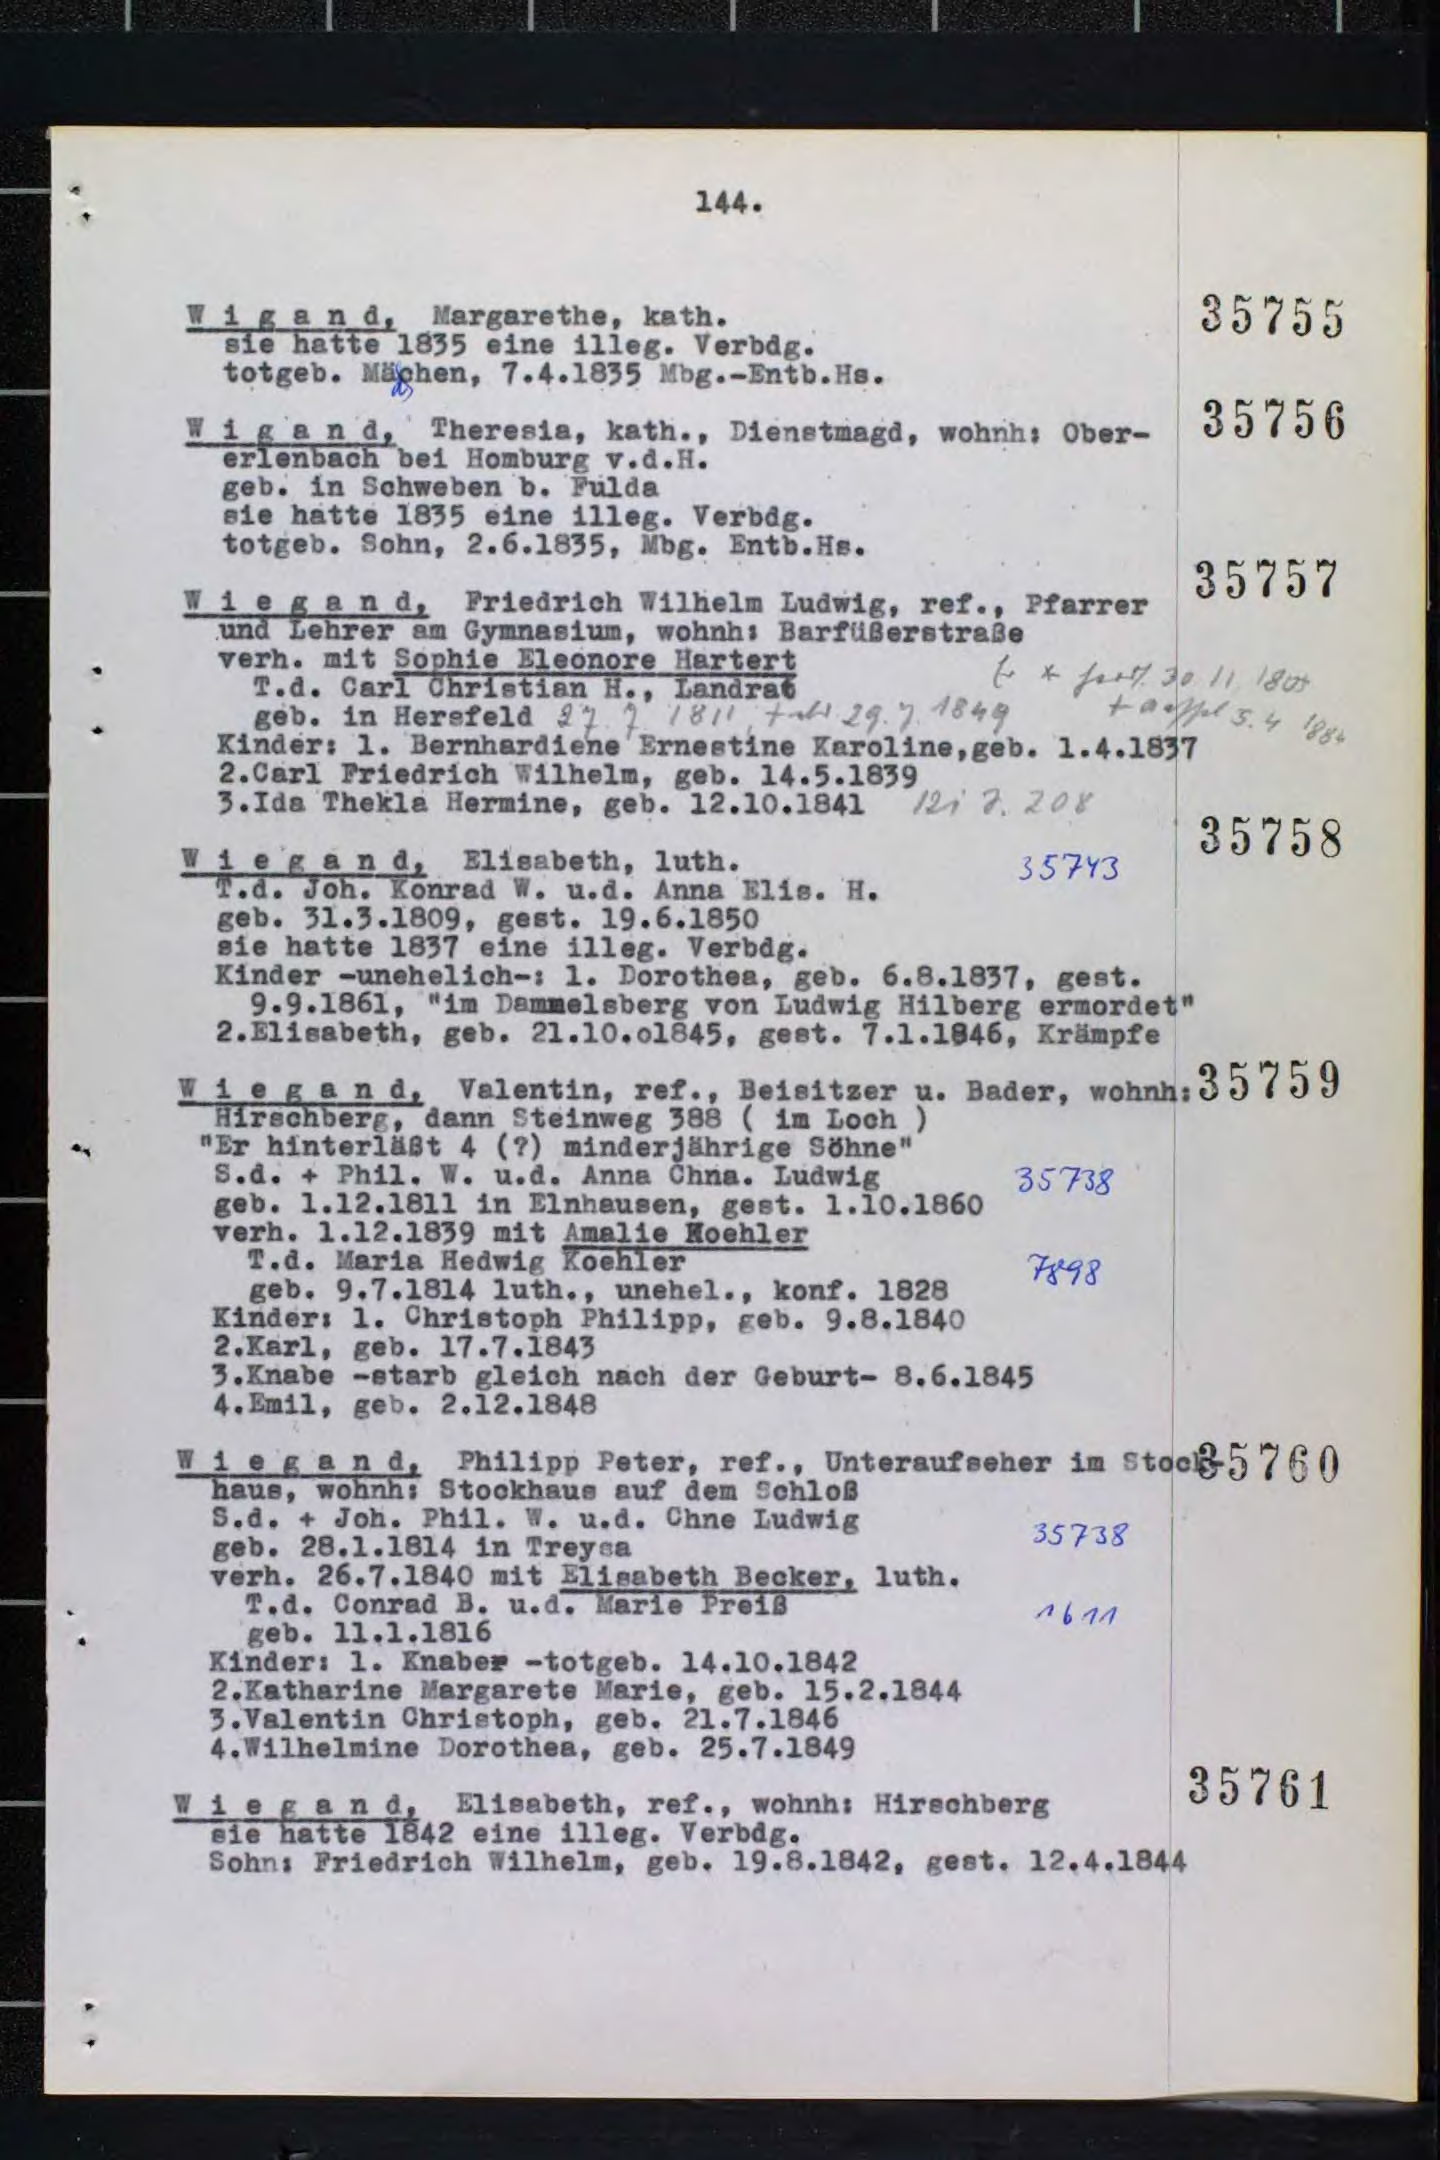 144.
W i g a n d, Margarethe, kath. 35755
sie hatte 1835 eine illeg. Verbdg.
totgeb. Mädchen, 7.4.1835 Mbg.-Entb.Hs.
W i g a n d, Theresia, kath., Dienstmagd, wohnh: Ober- 35756
erlenbach bei Homburg v.d.H.
geb. in Schweben b. Fulda
sie hatte 1835 eine illeg. Verbdg.
totgeb. Sohn, 2.6.1835, Mbg. Entb.Hs.
W i e g a n d, Friedrich Wilhelm Ludwig, ref., Pfarrer 35757
und Lehrer am Gymnasium, wohnh: Barfüßerstraße
verh. mit Sophie Eleonore Hartert
T.d. Carl Christian H., Landrat * 30.11.
geb. in Hersfeld 27.7.1811, + 29.7.1849 + 5.4
Kinder: 1. Bernhardiene Ernestine Karoline,geb. 1.4.1837
2.Carl Friedrich Wilhelm, geb. 14.5.1839
3.Ida Thekla Hermine, geb. 12.10.1841 208
W i e g a n d, Elisabeth, luth. 35743 35758
T.d. Joh. Konrad W. u.d. Anna Elis. H.
geb. 31.3.1809, gest. 19.6.1850
sie hatte 1837 eine illeg. Verbdg.
Kinder -unehelich-: 1. Dorothea, geb. 6.8.1837, gest.
9.9.1861, "im Dammelsberg von Ludwig Hilberg ermordet"
2.Elisabeth, geb. 21.10.o1845, gest. 7.1.1846, Krämpfe
W i e g a n d, Valentin, ref., Beisitzer u. Bader, wohnh: 35759
Hirschberg, dann Steinweg 388 ( im Loch )
"Er hinterläßt 4 (?) minderjährige Söhne"
S.d. + Phil. W. u.d. Anna Chna. Ludwig 35738
geb. 1.12.1811 in Elnhausen, gest. 1.10.1860
verh. 1.12.1839 mit Amalie Koehler
T.d. Maria Hedwig Koehler 7898
geb. 9.7.1814 luth., unehel., konf. 1828
Kinder: 1. Christoph Philipp, geb. 9.8.1840
2.Karl, geb. 17.7.1843
3.Knabe -starb gleich nach der Geburt- 8.6.1845
4.Emil, geb. 2.12.1848
W i e g a n d, Philipp Peter, ref., Unteraufseher im Stock- 35760
haus, wohnh: Stockhaus auf dem Schloß
S.d. + Joh. Phil. W. u.d. Chne Ludwig 35738
geb. 28.1.1814 in Treysa
verh. 26.7.1840 mit Elisabeth Becker, luth.
T.d. Conrad B. u.d. Marie Preiß 1611
geb. 11.1.1816
Kinder: 1. Knabe -totgeb. 14.10.1842
2.Katharine Margarete Marie, geb. 15.2.1844
3.Valentin Christoph, geb. 21.7.1846
4.Wilhelmine Dorothea, geb. 25.7.1849
W i e g a n d, Elisabeth, ref., wohnh: Hirschberg 35761
sie hatte 1842 eine illeg. Verbdg.
Sohn: Friedrich Wilhelm, geb. 19.8.1842, gest. 12.4.1844